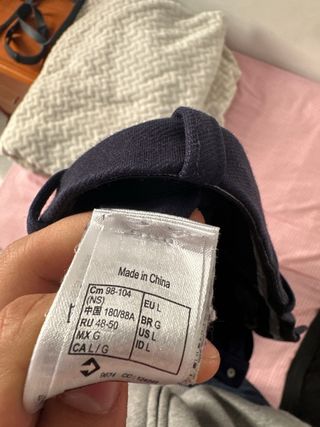 Made in China
Cm 98-104
(NS)
中国 180/88A
RU 48-50
MX G
CA L / G
EU L
BR G
US L
ID L